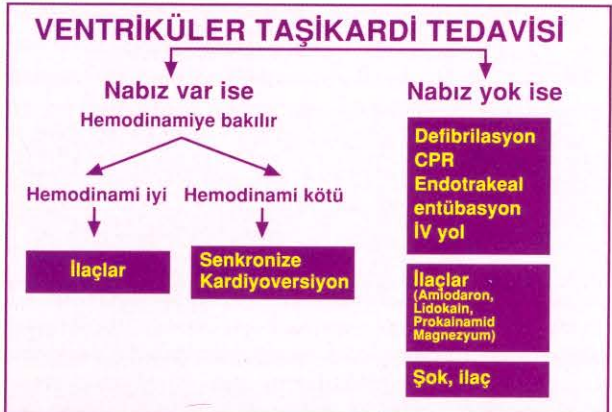 VENTRİKÜLER TAŞİKARDİ TEDAVİSİ
Nabız var ise
Hemodinamiye bakılır
Hemodinami iyi
Hemodinami kötü
İlaçlar
Senkronize
Kardiyoversiyon
Nabız yok ise
Defibrilasyon
CPR
Endotrakeal
entübasyon
İV yol
İlaçlar
(Amiodaron,
Lidokain,
Prokainamid
Magnezyum)
Şok, ilaç